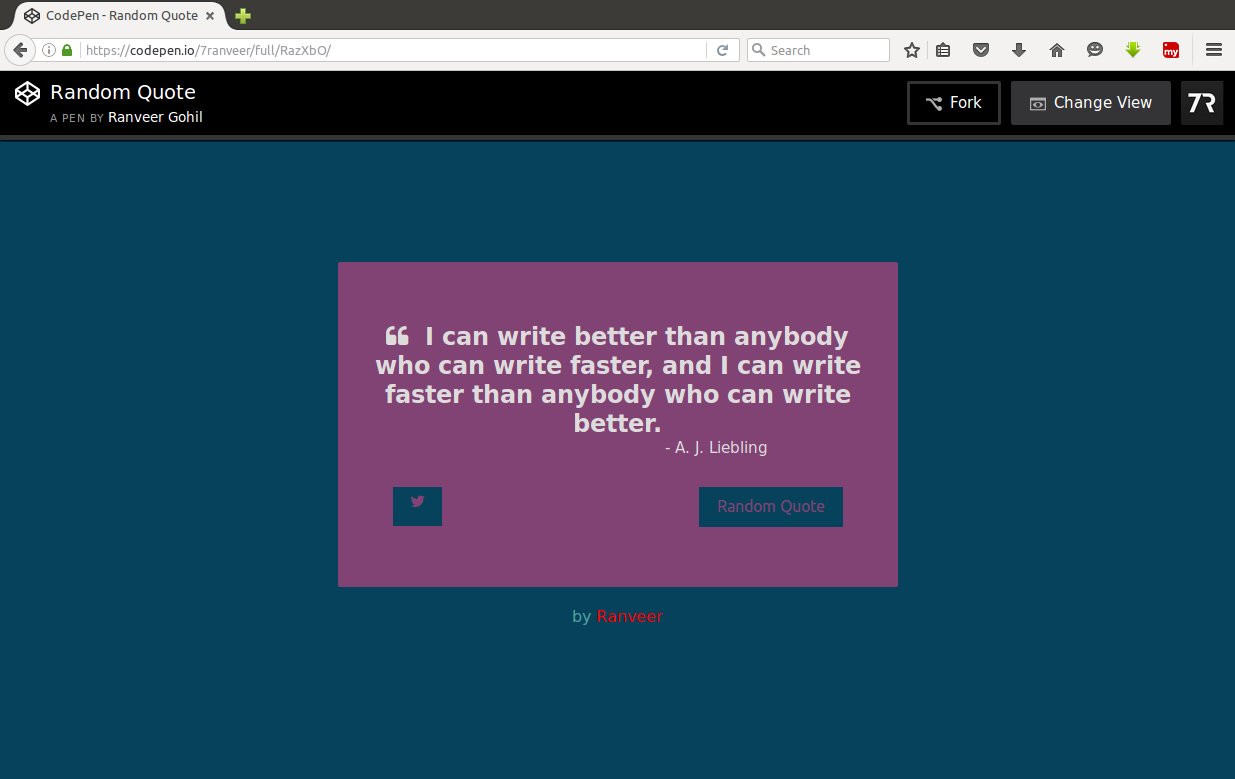 CodePen - Random Quote
https://codepen.io/7ranveer/full/RazXbO/
Search
my
Random Quote
A PEN BY Ranveer Gohil
Fork
Change View
7R
❝ I can write better than anybody
who can write faster, and I can write
faster than anybody who can write
better.
- A. J. Liebling
Random Quote
by Ranveer